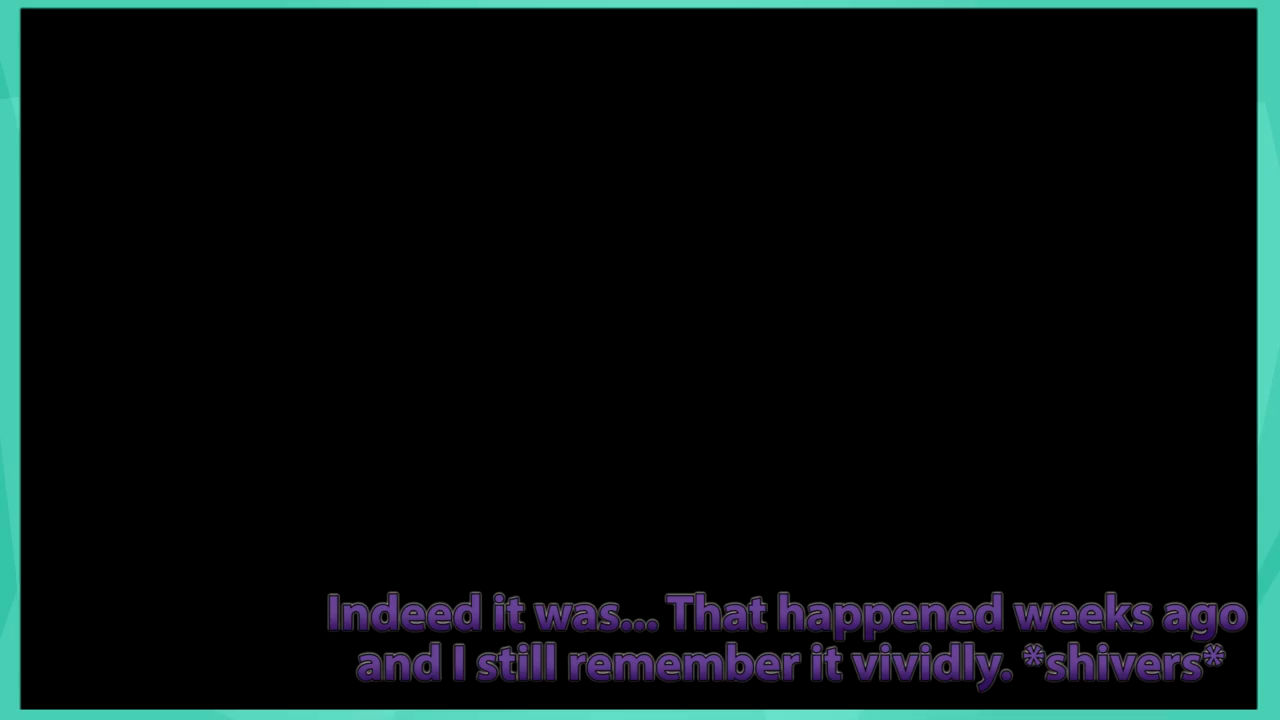 Indeed it was... That happened weeks ago
and I still remember it vividly. *shivers*